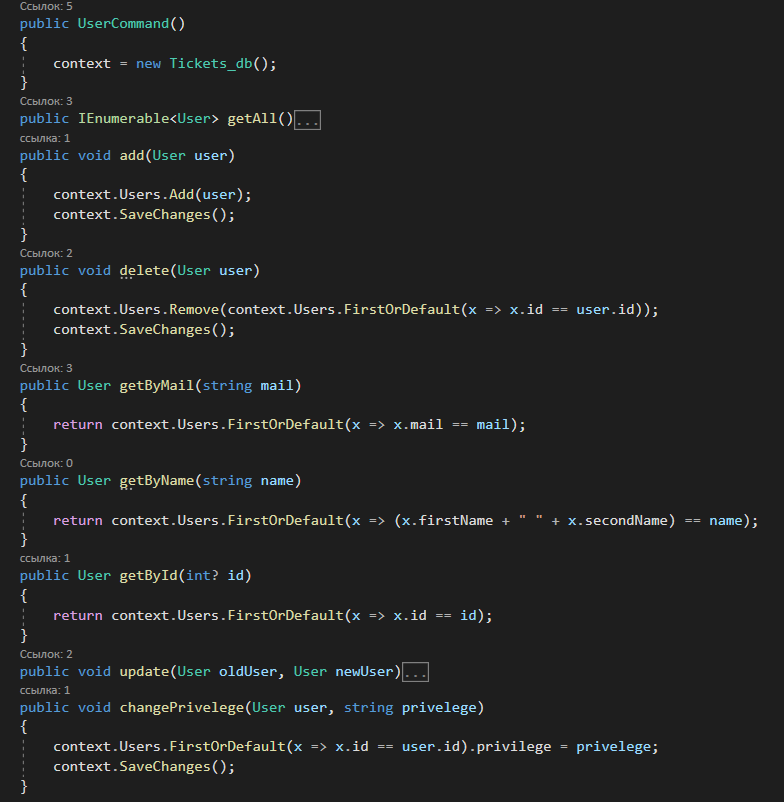 Ссылок: 5
public UserCommand()
{
    context = new Tickets_db();
}
Ссылок: 3
public IEnumerable<User> getAll()...
ссылка: 1
public void add(User user)
{
    context.Users.Add(user);
    context.SaveChanges();
}
Ссылок: 2
public void delete(User user)
{
    context.Users.Remove(context.Users.FirstOrDefault(x => x.id == user.id));
    context.SaveChanges();
}
Ссылок: 3
public User getByMail(string mail)
{
    return context.Users.FirstOrDefault(x => x.mail == mail);
}
Ссылок: 0
public User getByName(string name)
{
    return context.Users.FirstOrDefault(x => (x.firstName + " " + x.secondName) == name);
}
ссылка: 1
public User getById(int? id)
{
    return context.Users.FirstOrDefault(x => x.id == id);
}
Ссылок: 2
public void update(User oldUser, User newUser)...
ссылка: 1
public void changePrivelege(User user, string privelege)
{
    context.Users.FirstOrDefault(x => x.id == user.id).privilege = privelege;
    context.SaveChanges();
}